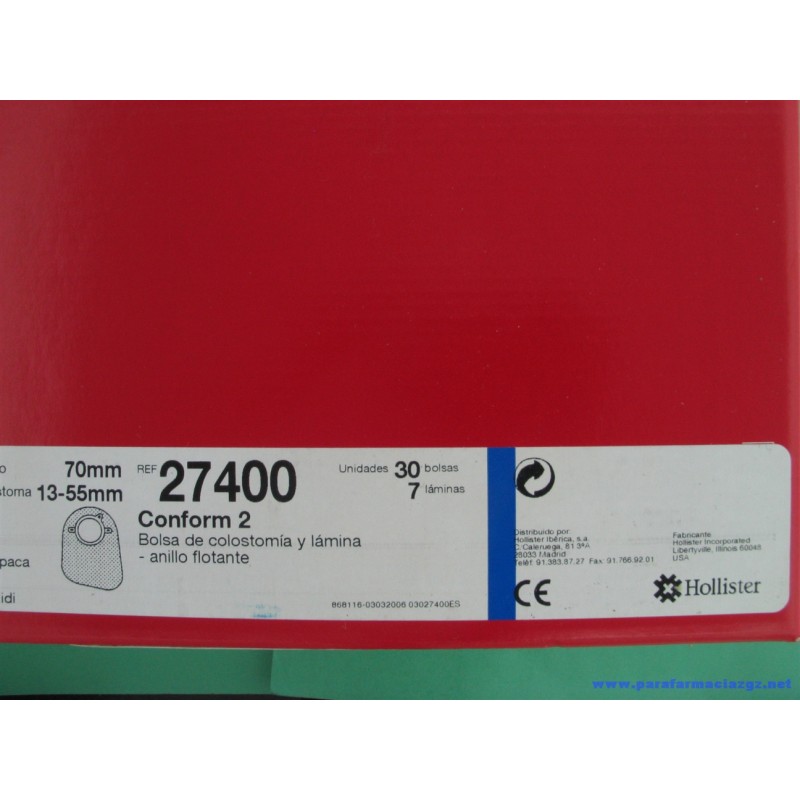 o 70mm REF 27400 Unidades 30 bolsas
stoma 13-55mm 7 láminas
Conform 2
Bolsa de colostomía y lámina
- anillo flotante
paca
idi
868116-03032006 03027400ES
Distribuido por:
Hollister Ibérica, s.a.
C/Caleruega, 81 3ºA
28033 Madrid
Teléf: 91.383.87.27 Fax: 91.766.92.01
CE
Fabricante
Hollister Incorporated
Libertyville, Illinois 60048
USA
Hollister
www.parafarmaciazgz.net